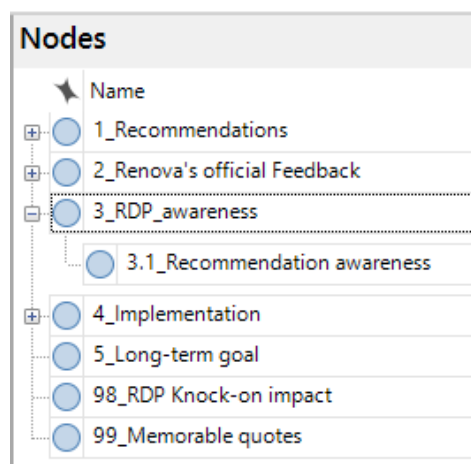 Nodes
Name
1_Recommendations
2_Renova's official Feedback
3_RDP_awareness
3.1_Recommendation awareness
4_Implementation
5_Long-term goal
98_RDP Knock-on impact
99_Memorable quotes